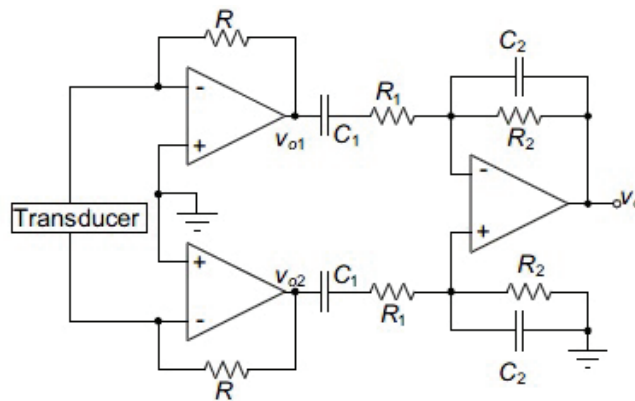 R
C2
-
R1
R2
+
vo1
C1
-
vo
Transducer
+
+
vo2
C1
R2
-
R1
R
C2